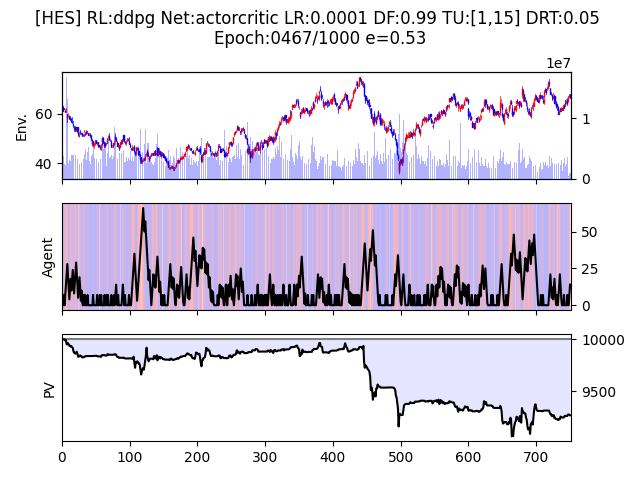 [HES] RL:ddpg Net:actorcritic LR:0.0001 DF:0.99 TU:[1,15] DRT:0.05
Epoch:0467/1000 e=0.53
1e7
Env.
60
40
1
0
Agent
50
25
0
PV
10000
9500
0 100 200 300 400 500 600 700